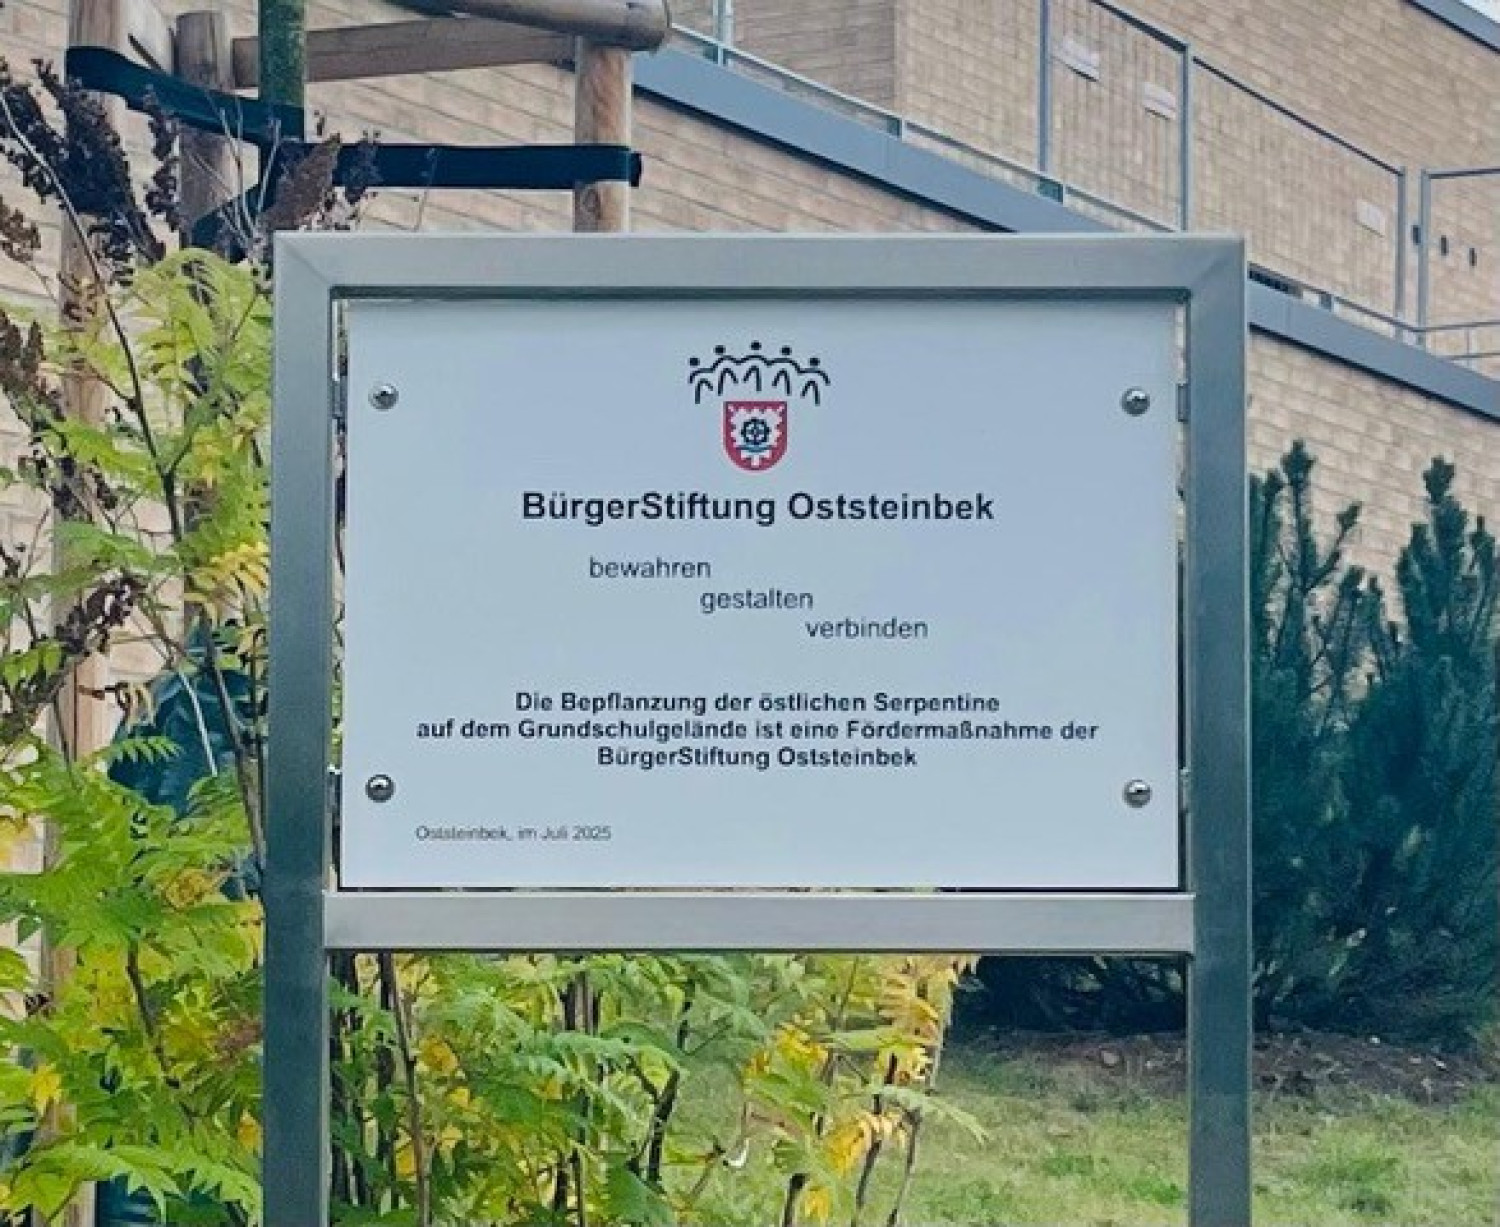 BürgerStiftung Oststeinbek
bewahren
gestalten
verbinden
Die Bepflanzung der östlichen Serpentine
auf dem Grundschulgelände ist eine Fördermaßnahme der
BürgerStiftung Oststeinbek
Oststeinbek, im Juli 2025